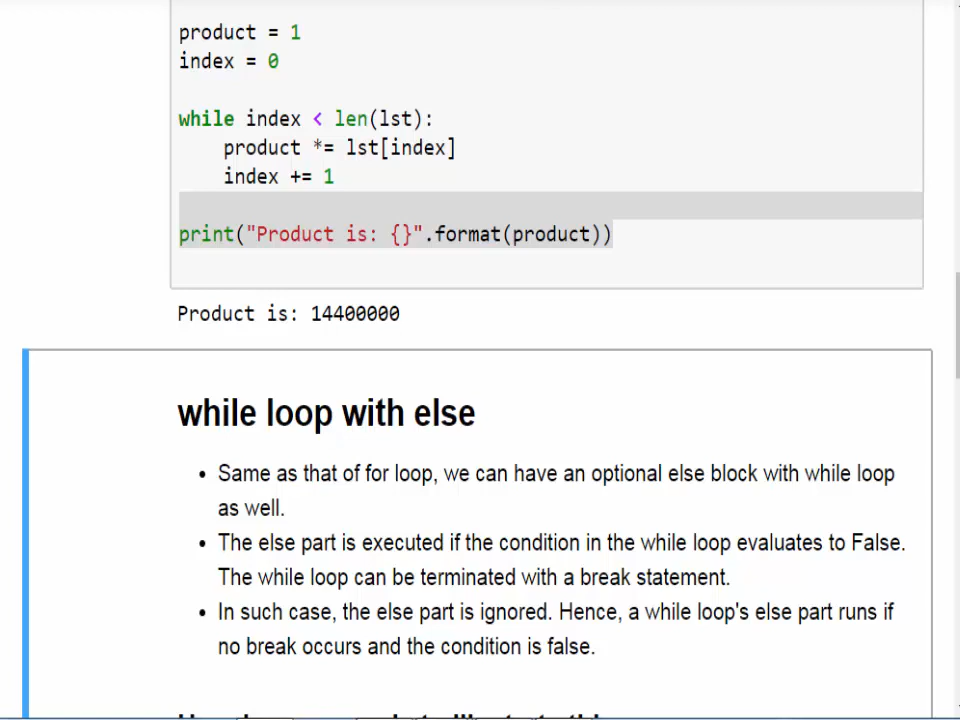 product = 1
index = 0
while index < len(lst):
product *= lst[index]
index += 1
print("Product is: {}".format(product))
Product is: 14400000
while loop with else
• Same as that of for loop, we can have an optional else block with while loop
as well.
• The else part is executed if the condition in the while loop evaluates to False.
The while loop can be terminated with a break statement.
• In such case, the else part is ignored. Hence, a while loop's else part runs if
no break occurs and the condition is false.